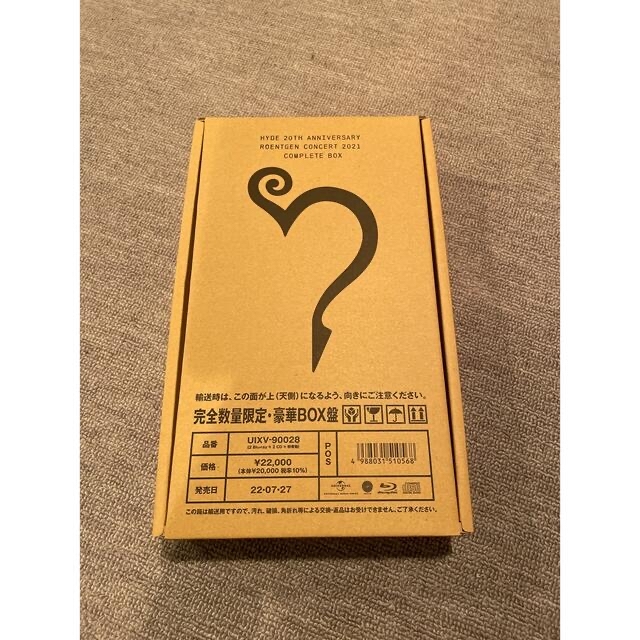 HYDE 20TH ANNIVERSARY
ROENTGEN CONCERT 2021
COMPLETE BOX
輸送時は、この面が上(天側)になるよう、向きにご注意ください。
完全数量限定・豪華BOX盤
品番
UIXV-90028
価格:
¥22,000
(本体¥20,000 税率10%)
発売日
22・07・27
POS
4 988031 510568
UNIVERSAL
この箱は輸送用ですので、汚れ、破損、角折れ等による交換・返品はお受けできません。ご了承ください。